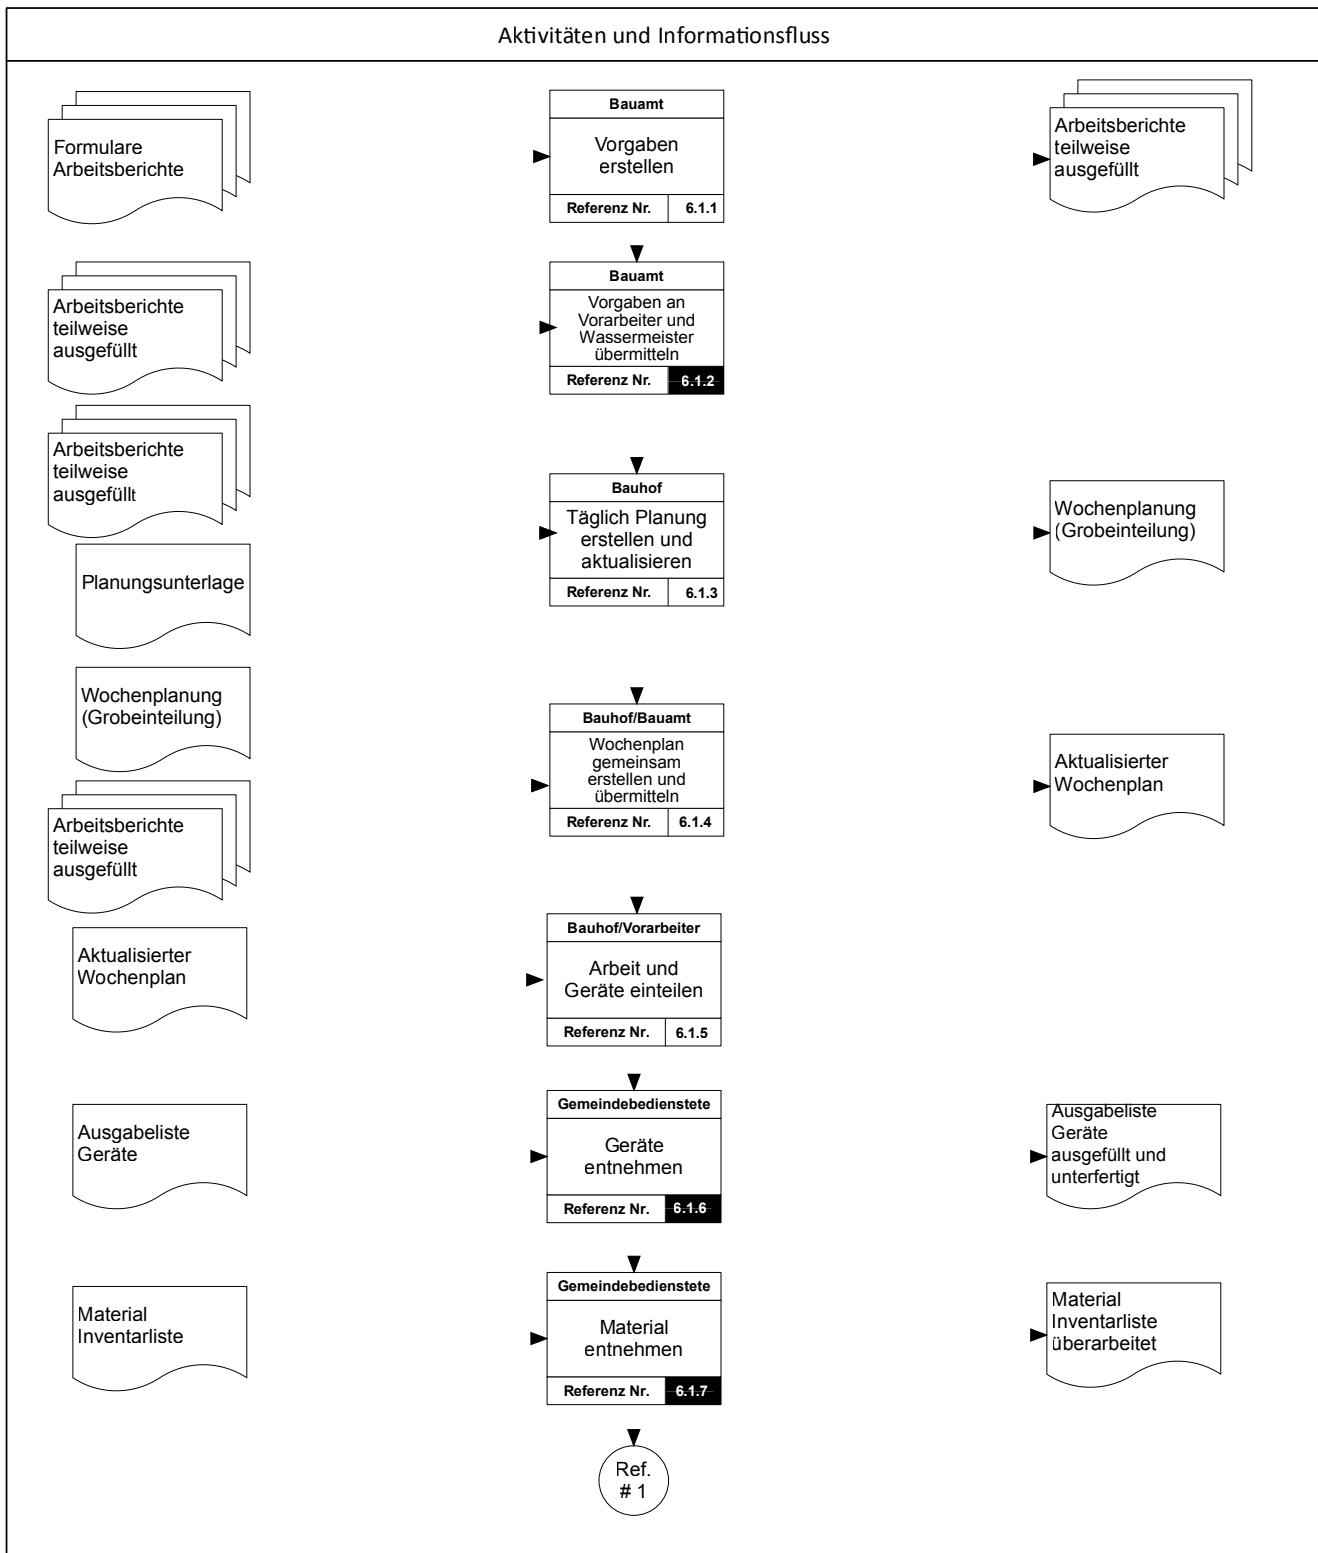 Aktivitäten und Informationsfluss
Formulare
Arbeitsberichte
Bauamt
Vorgaben
erstellen
Referenz Nr. 6.1.1
Arbeitsberichte
teilweise
ausgefüllt
Arbeitsberichte
teilweise
ausgefüllt
Bauamt
Vorgaben an
Vorarbeiter und
Wassermeister
übermitteln
Referenz Nr. 6.1.2
Arbeitsberichte
teilweise
ausgefüllt
Planungsunterlage
Bauhof
Täglich Planung
erstellen und
aktualisieren
Referenz Nr. 6.1.3
Wochenplanung
(Grobeinteilung)
Wochenplanung
(Grobeinteilung)
Arbeitsberichte
teilweise
ausgefüllt
Bauhof/Bauamt
Wochenplan
gemeinsam
erstellen und
übermitteln
Referenz Nr. 6.1.4
Aktualisierter
Wochenplan
Aktualisierter
Wochenplan
Bauhof/Vorarbeiter
Arbeit und
Geräte einteilen
Referenz Nr. 6.1.5
Ausgabeliste
Geräte
Gemeindebedienstete
Geräte
entnehmen
Referenz Nr. 6.1.6
Ausgabeliste
Geräte
ausgefüllt und
unterfertigt
Material
Inventarliste
Gemeindebedienstete
Material
entnehmen
Referenz Nr. 6.1.7
Material
Inventarliste
überarbeitet
Ref.
# 1